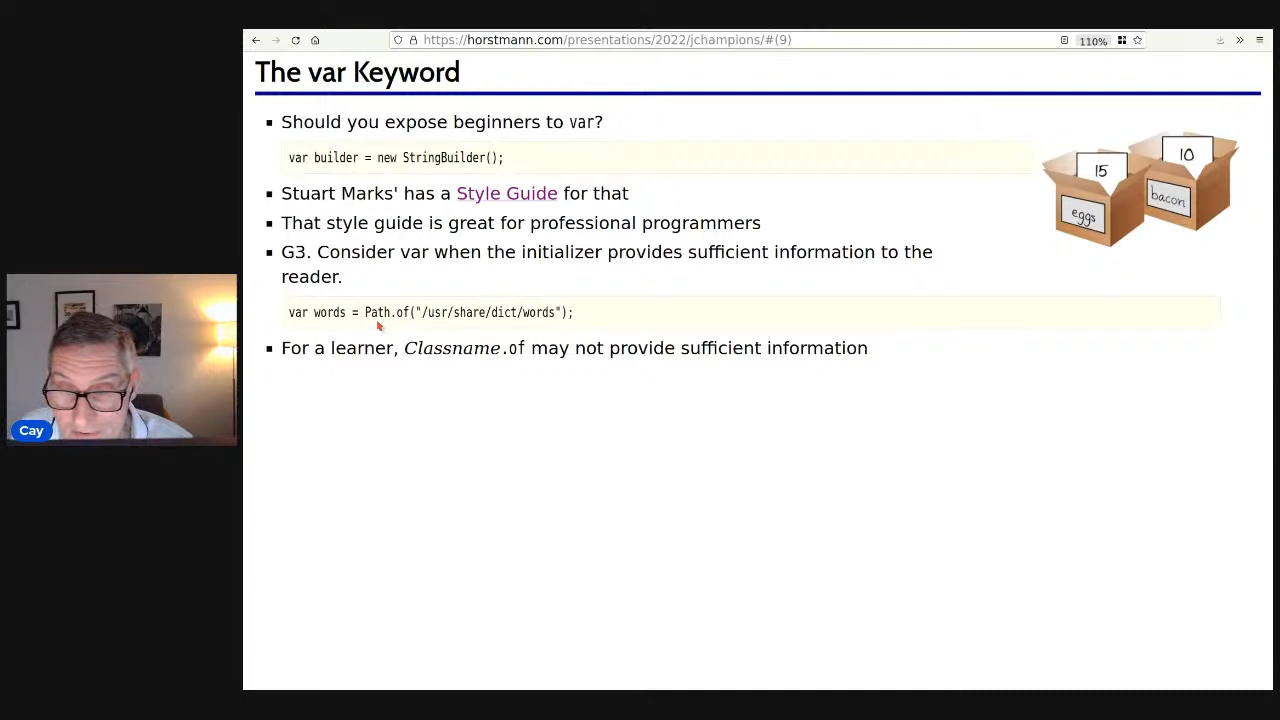 https://horstmann.com/presentations/2022/jchampions/#(9)
110%
The var Keyword
Should you expose beginners to var?
var builder = new StringBuilder();
Stuart Marks' has a Style Guide for that
That style guide is great for professional programmers
G3. Consider var when the initializer provides sufficient information to the
reader.
var words = Path.of("/usr/share/dict/words");
For a learner, Classname.of may not provide sufficient information
15
10
eggs
bacon
Cay